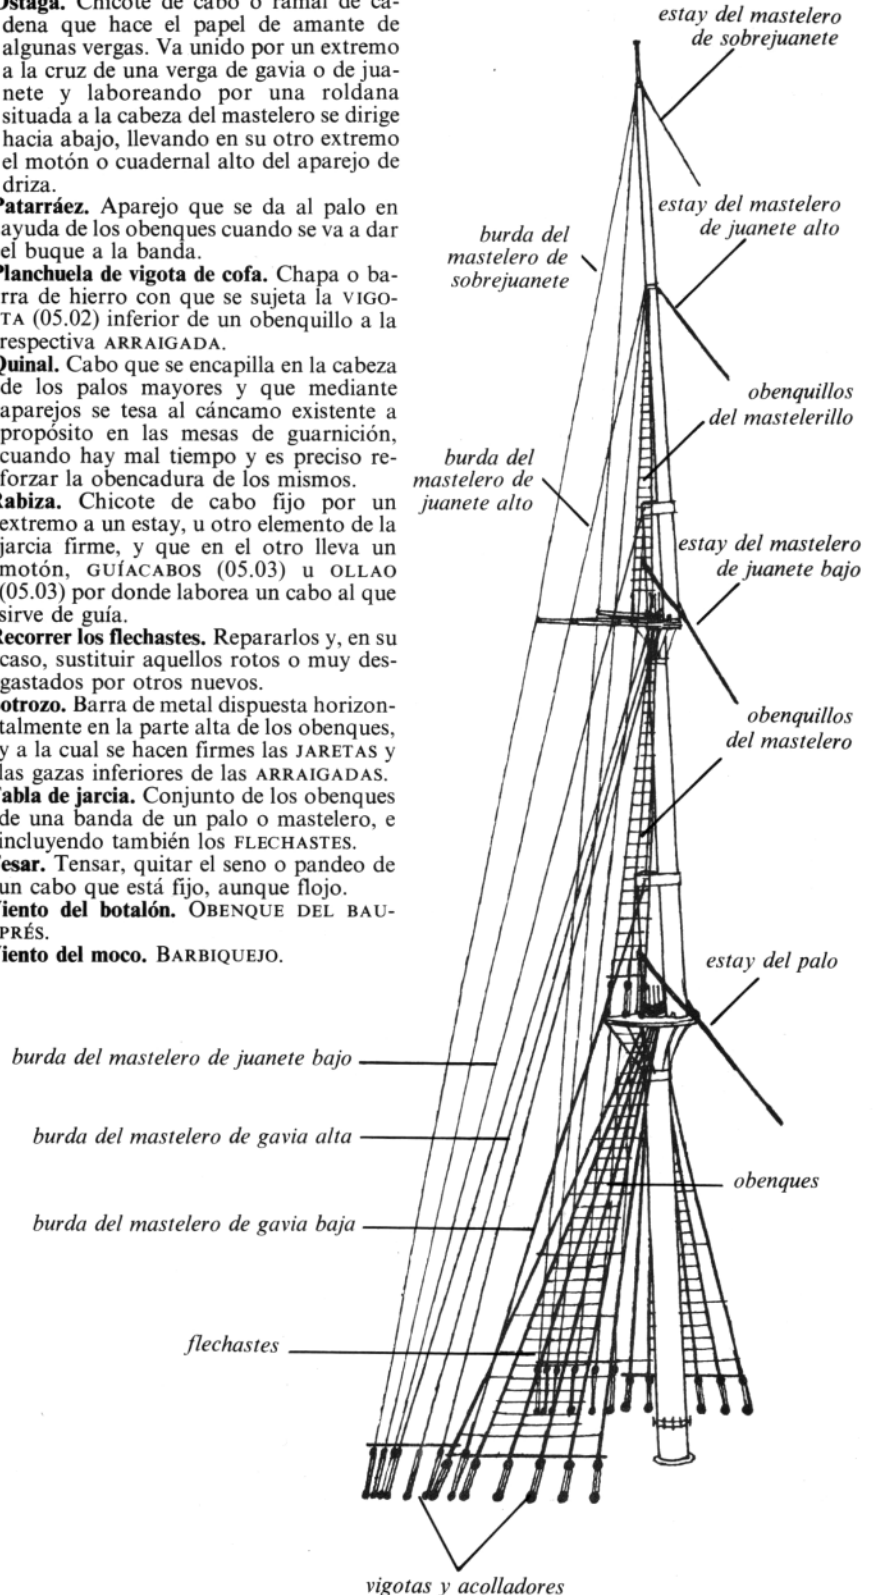 Ostaga. Chicote de cabo o ramal de ca-
dena que hace el papel de amante de
algunas vergas. Va unido por un extremo
a la cruz de una verga de gavia o de jua-
nete y laboreando por una roldana
situada a la cabeza del mastelero se dirige
hacia abajo, llevando en su otro extremo
el motón o cuadernal alto del aparejo de
driza.
Patarráez. Aparejo que se da al palo en
ayuda de los obenques cuando se va a dar
el buque a la banda.
Planchuela de vigota de cofa. Chapa o ba-
rra de hierro con que se sujeta la VIGO-
TA (05.02) inferior de un obenquillo a la
respectiva ARRAIGADA.
Quinal. Cabo que se encapilla en la cabeza
de los palos mayores y que mediante
aparejos se tesa al cáncamo existente a
propósito en las mesas de guarnición,
cuando hay mal tiempo y es preciso re-
forzar la obencadura de los mismos.
Rabiza. Chicote de cabo fijo por un
extremo a un estay, u otro elemento de la
jarcia firme, y que en el otro lleva un
motón, GUÍACABOS (05.03) u OLLAO
(05.03) por donde laborea un cabo al que
sirve de guía.
Recorrer los flechastes. Repararlos y, en su
caso, sustituir aquellos rotos o muy des-
gastados por otros nuevos.
otrozo. Barra de metal dispuesta horizon-
talmente en la parte alta de los obenques,
y a la cual se hacen firmes las JARETAS y
las gazas inferiores de las ARRAIGADAS.
Tabla de jarcia. Conjunto de los obenques
de una banda de un palo o mastelero, e
incluyendo también los FLECHASTES.
Tesar. Tensar, quitar el seno o pandeo de
un cabo que está fijo, aunque flojo.
Viento del botalón. OBENQUE DEL BAU-
PRÉS.
Viento del moco. BARBIQUEJO.
estay del mastelero
de sobrejuanete
estay del mastelero
de juanete alto
burda del
mastelero de
sobrejuanete
obenquillos
del mastelerillo
burda del
mastelero de
juanete alto
estay del mastelero
de juanete bajo
obenquillos
del mastelero
estay del palo
burda del mastelero de juanete bajo
burda del mastelero de gavia alta
obenques
burda del mastelero de gavia baja
flechastes
vigotas y acolladores